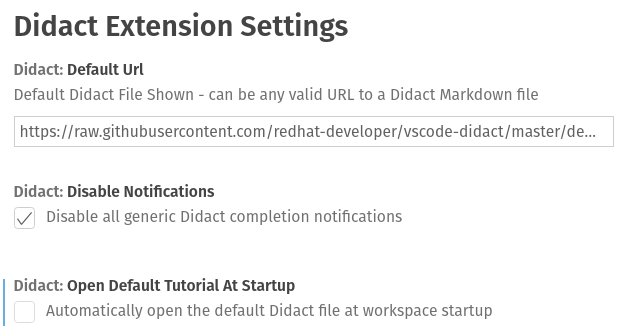 Didact Extension Settings
Didact: Default Url
Default Didact File Shown - can be any valid URL to a Didact Markdown file
https://raw.githubusercontent.com/redhat-developer/vscode-didact/master/de...
Didact: Disable Notifications
Disable all generic Didact completion notifications
Didact: Open Default Tutorial At Startup
Automatically open the default Didact file at workspace startup